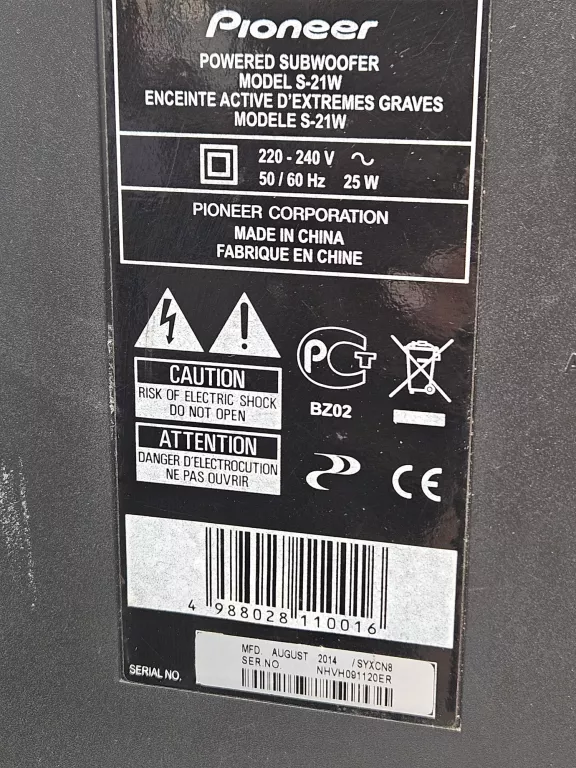 Pioneer
POWERED SUBWOOFER
MODEL S-21W
ENCEINTE ACTIVE D'EXTREMES GRAVES
MODELE S-21W
220 - 240 V ~
50 / 60 Hz 25 W
PIONEER CORPORATION
MADE IN CHINA
FABRIQUE EN CHINE
CAUTION
RISK OF ELECTRIC SHOCK
DO NOT OPEN
ATTENTION
DANGER D'ELECTROCUTION
NE PAS OUVRIR
PCT
BZ02
CE
4 988028 110016
MFD. AUGUST 2014 /SYXCN8
SER NO. NHVH091120ER
SERIAL NO.